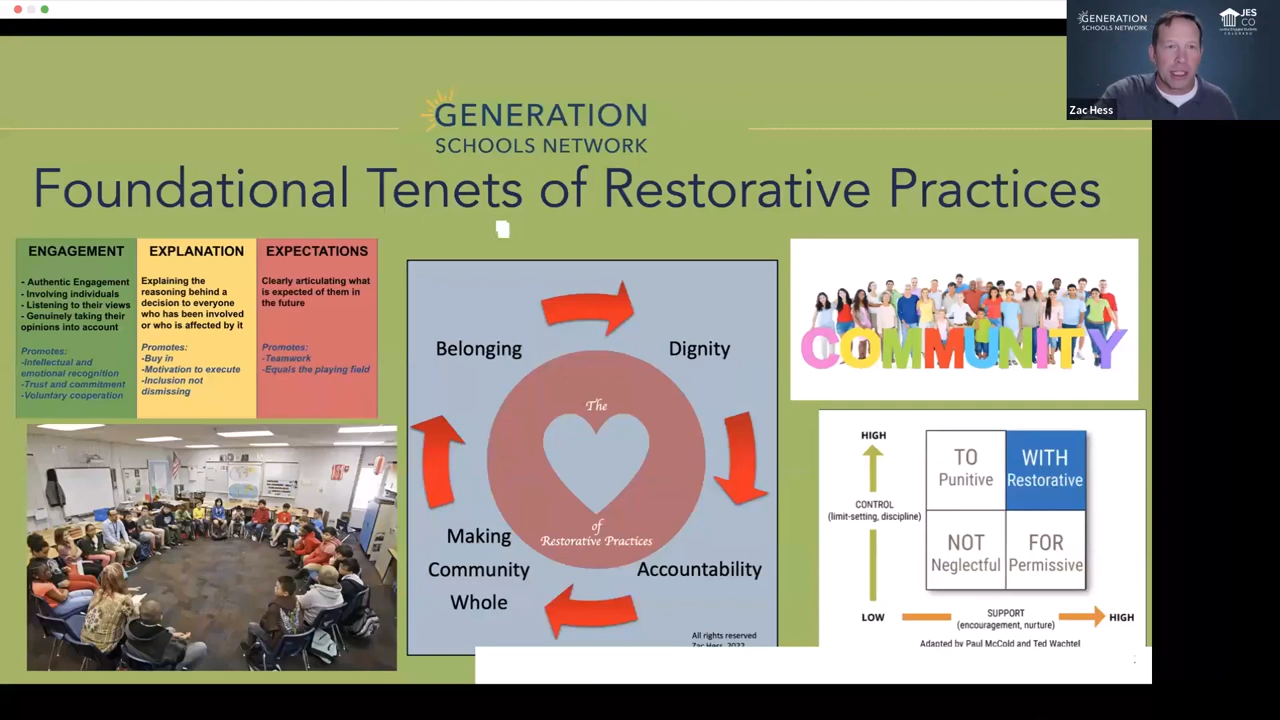 GENERATION
SCHOOLS NETWORK
JES
CO
COLORADO
Zac Hess
GENERATION
SCHOOLS NETWORK
Foundational Tenets of Restorative Practices
ENGAGEMENT
- Authentic Engagement
- Involving individuals
- Listening to their views
- Genuinely taking their
opinions into account
Promotes:
-Intellectual and
emotional recognition
-Trust and commitment
-Voluntary cooperation
EXPLANATION
Explaining the
reasoning behind a
decision to everyone
who has been involved
or who is affected by it
Promotes:
-Buy in
-Motivation to execute
-Inclusion not
dismissing
EXPECTATIONS
Clearly articulating what
is expected of them in
the future
Promotes:
-Teamwork
-Equals the playing field
Belonging
Dignity
The
of
Restorative Practices
Making
Community
Whole
Accountability
All rights reserved
Zac Hess, 2022
COMMUNITY
HIGH
CONTROL
(limit-setting, discipline)
LOW
TO
Punitive
WITH
Restorative
NOT
Neglectful
FOR
Permissive
SUPPORT
(encouragement, nurture)
HIGH
Adapted by Paul McCold and Ted Wachtel